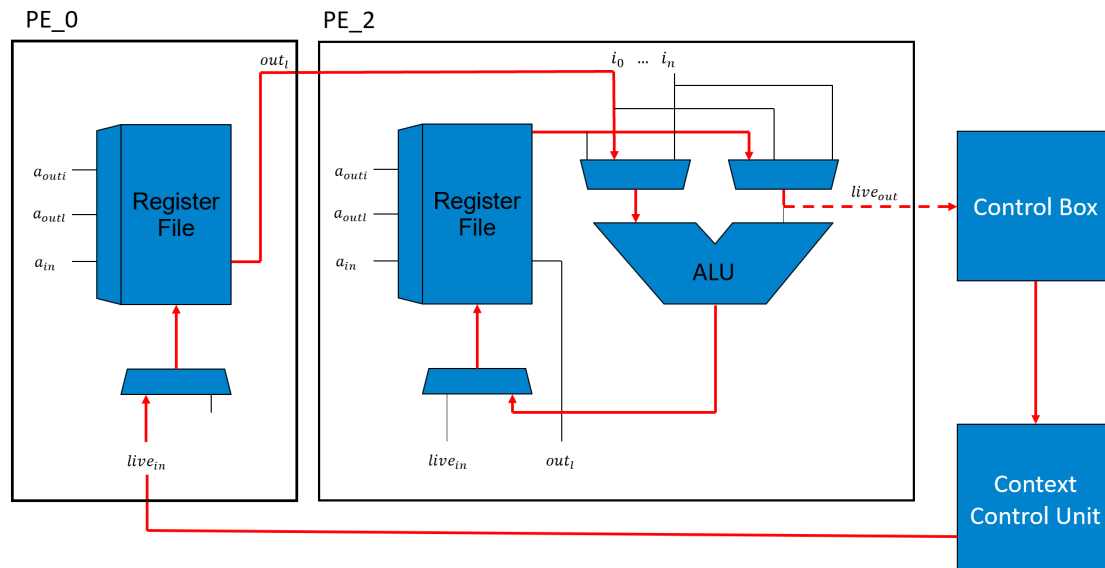 PE_0
PE_2
out_l
i_0 ... i_n
a_outi
a_outl
a_in
Register
File
a_outi
a_outl
a_in
Register
File
live_out
Control Box
ALU
live_in
live_in
out_l
Context
Control Unit